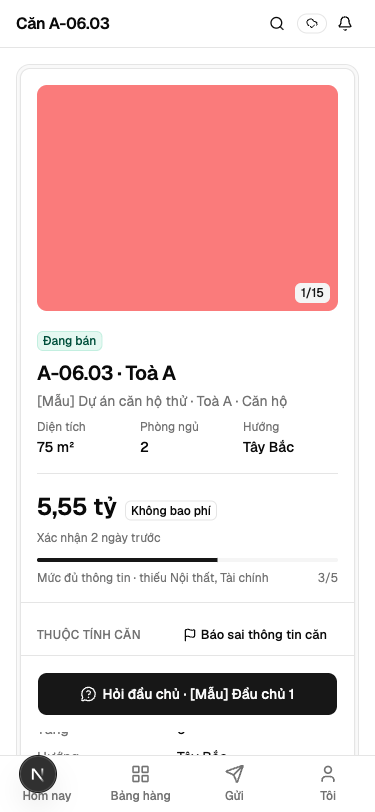 Căn A-06.03
1/15
Đang bán
A-06.03 · Toà A
[Mẫu] Dự án căn hộ thử · Toà A · Căn hộ
Diện tích Phòng ngủ Hướng
75 m² 2 Tây Bắc
5,55 tỷ Không bao phí
Xác nhận 2 ngày trước
Mức đủ thông tin · thiếu Nội thất, Tài chính 3/5
THUỘC TÍNH CĂN Báo sai thông tin căn
Hỏi đầu chủ · [Mẫu] Đầu chủ 1
N
Hôm nay Bảng hàng Gửi Tôi